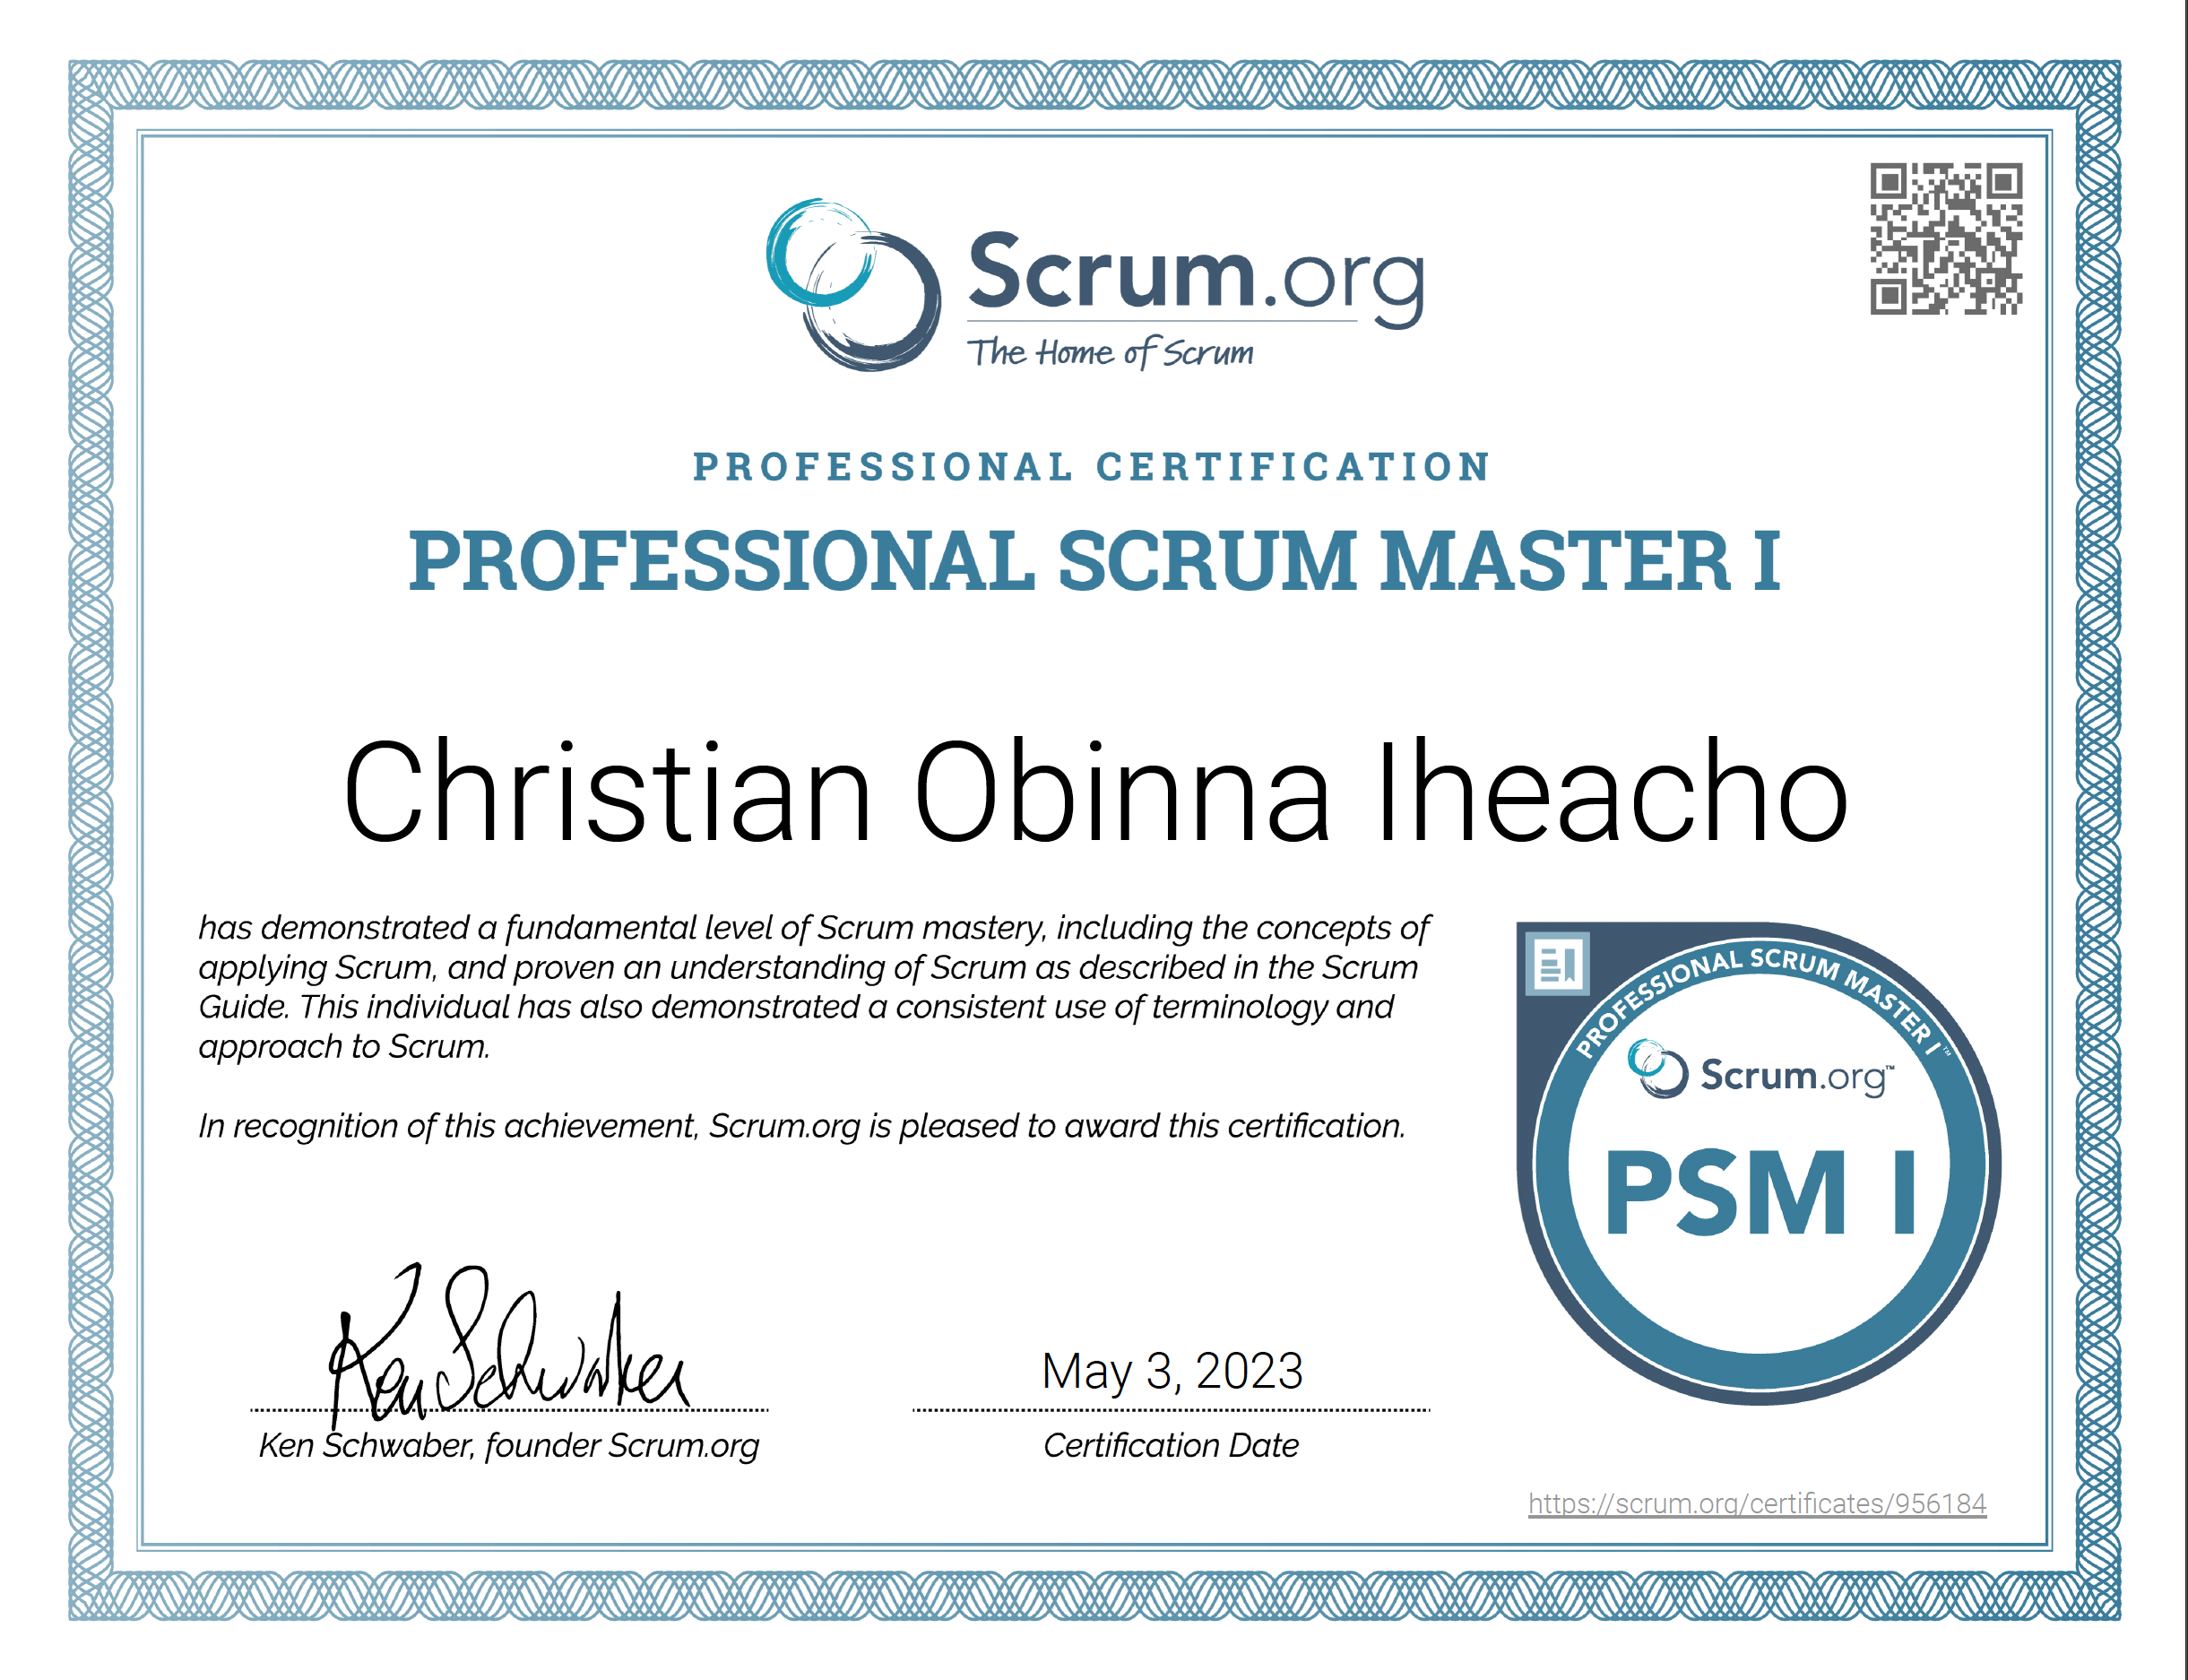 Scrum.org
The Home of Scrum
PROFESSIONAL CERTIFICATION
PROFESSIONAL SCRUM MASTER I
Christian Obinna Iheacho
has demonstrated a fundamental level of Scrum mastery, including the concepts of
applying Scrum, and proven an understanding of Scrum as described in the Scrum
Guide. This individual has also demonstrated a consistent use of terminology and
approach to Scrum.
In recognition of this achievement, Scrum.org is pleased to award this certification.
PROFESSIONAL SCRUM MASTER I™
Scrum.org™
PSM I
Ken Schwaber
May 3, 2023
Ken Schwaber, founder Scrum.org
Certification Date
https://scrum.org/certificates/956184